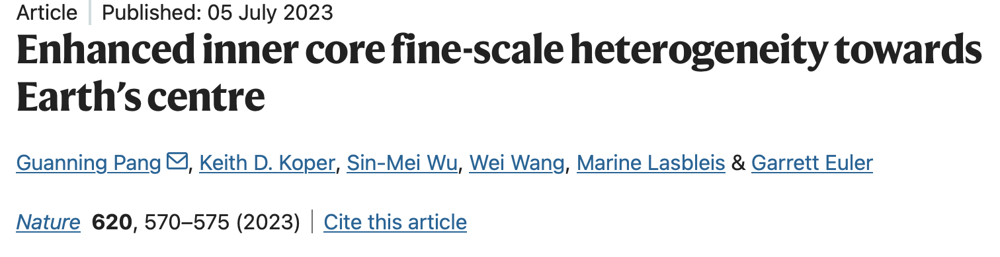 Article | Published: 05 July 2023
Enhanced inner core fine-scale heterogeneity towards
Earth’s centre
Guanning Pang, Keith D. Koper, Sin-Mei Wu, Wei Wang, Marine Lasbleis & Garrett Euler
Nature 620, 570–575 (2023) | Cite this article